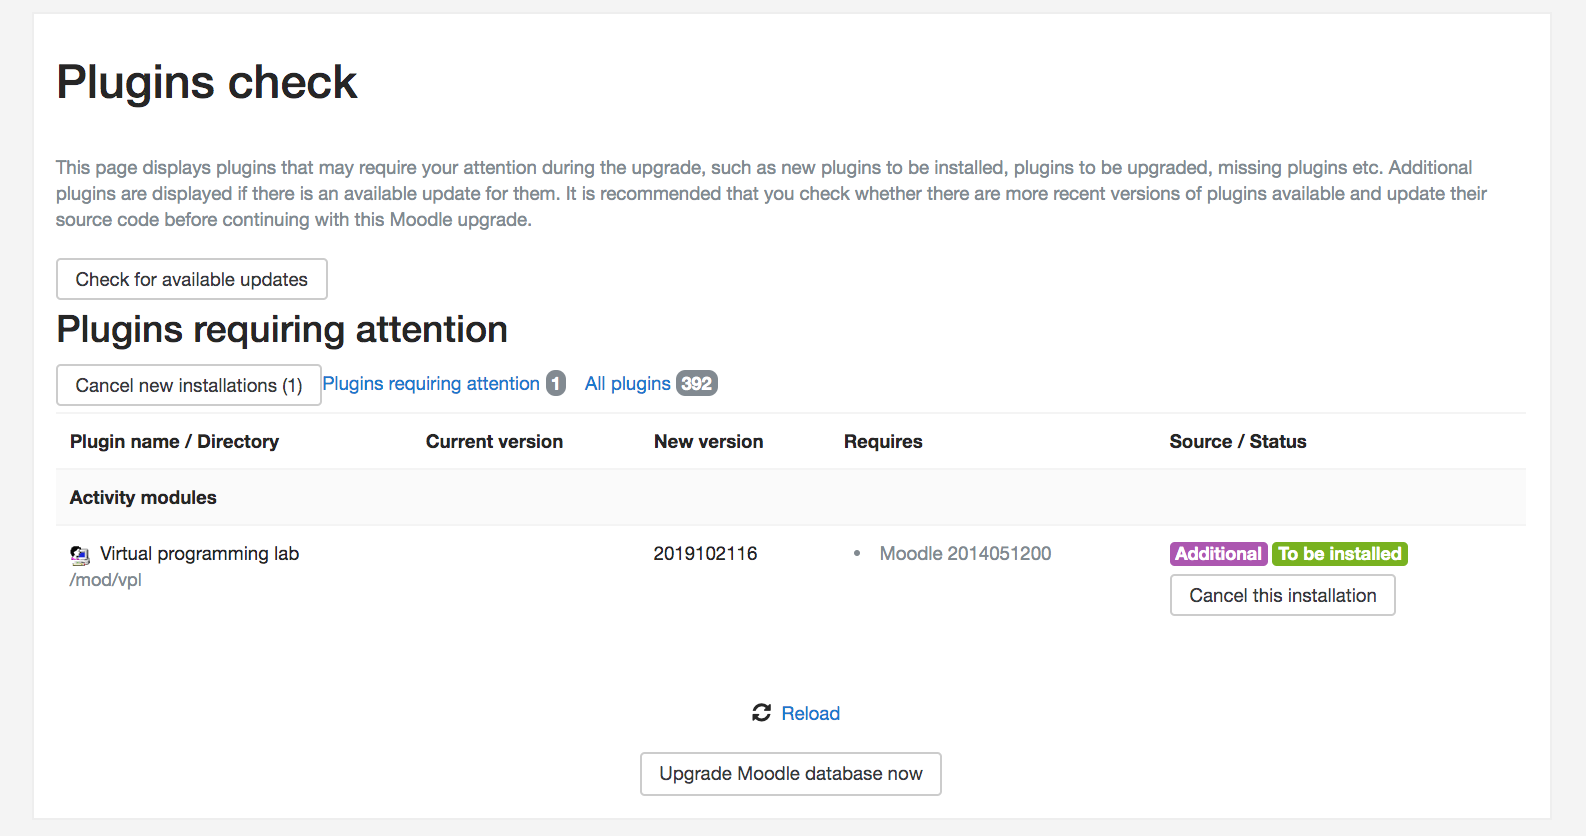 Plugins check
This page displays plugins that may require your attention during the upgrade, such as new plugins to be installed, plugins to be upgraded, missing plugins etc. Additional
plugins are displayed if there is an available update for them. It is recommended that you check whether there are more recent versions of plugins available and update their
source code before continuing with this Moodle upgrade.
Check for available updates
Plugins requiring attention
Cancel new installations (1) Plugins requiring attention 1 All plugins 392
Plugin name / Directory Current version New version Requires Source / Status
Activity modules
Virtual programming lab 2019102116 • Moodle 2014051200 Additional To be installed
/mod/vpl
Cancel this installation
Reload
Upgrade Moodle database now